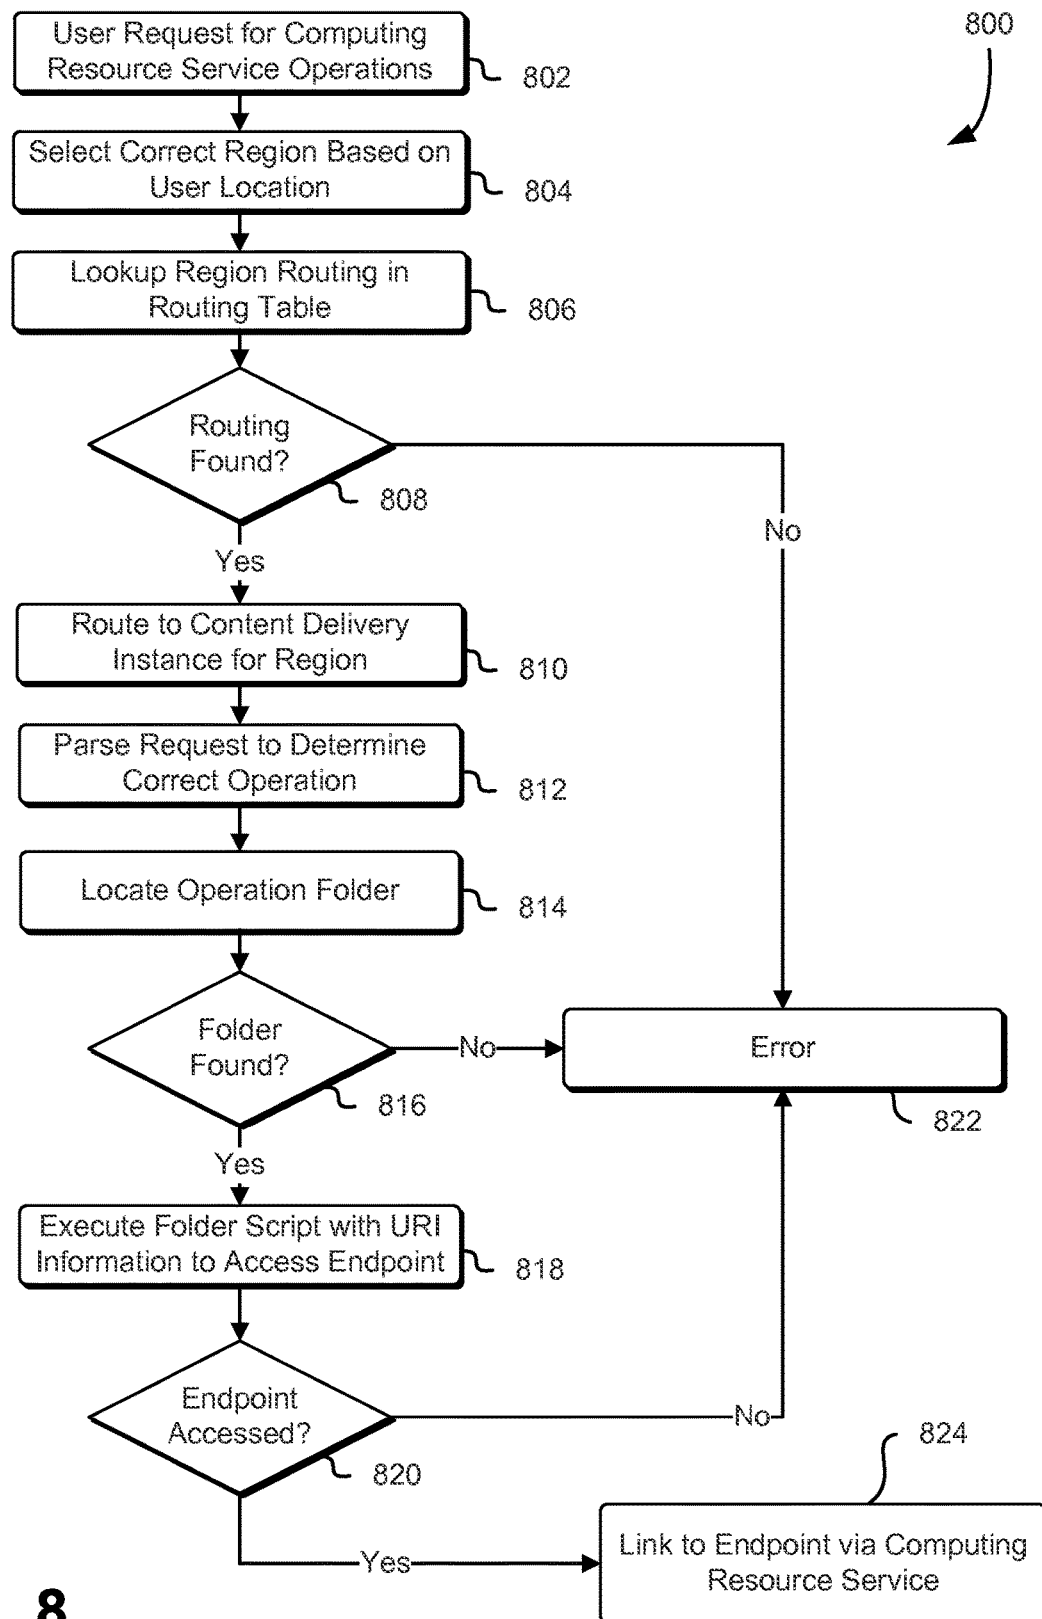 800
User Request for Computing
Resource Service Operations
802
Select Correct Region Based on
User Location
804
Lookup Region Routing in
Routing Table
806
Routing
Found?
808
No
Yes
Route to Content Delivery
Instance for Region
810
Parse Request to Determine
Correct Operation
812
Locate Operation Folder
814
Folder
Found?
816
No
Error
822
Yes
Execute Folder Script with URI
Information to Access Endpoint
818
Endpoint
Accessed?
820
No
824
Yes
Link to Endpoint via Computing
Resource Service
8